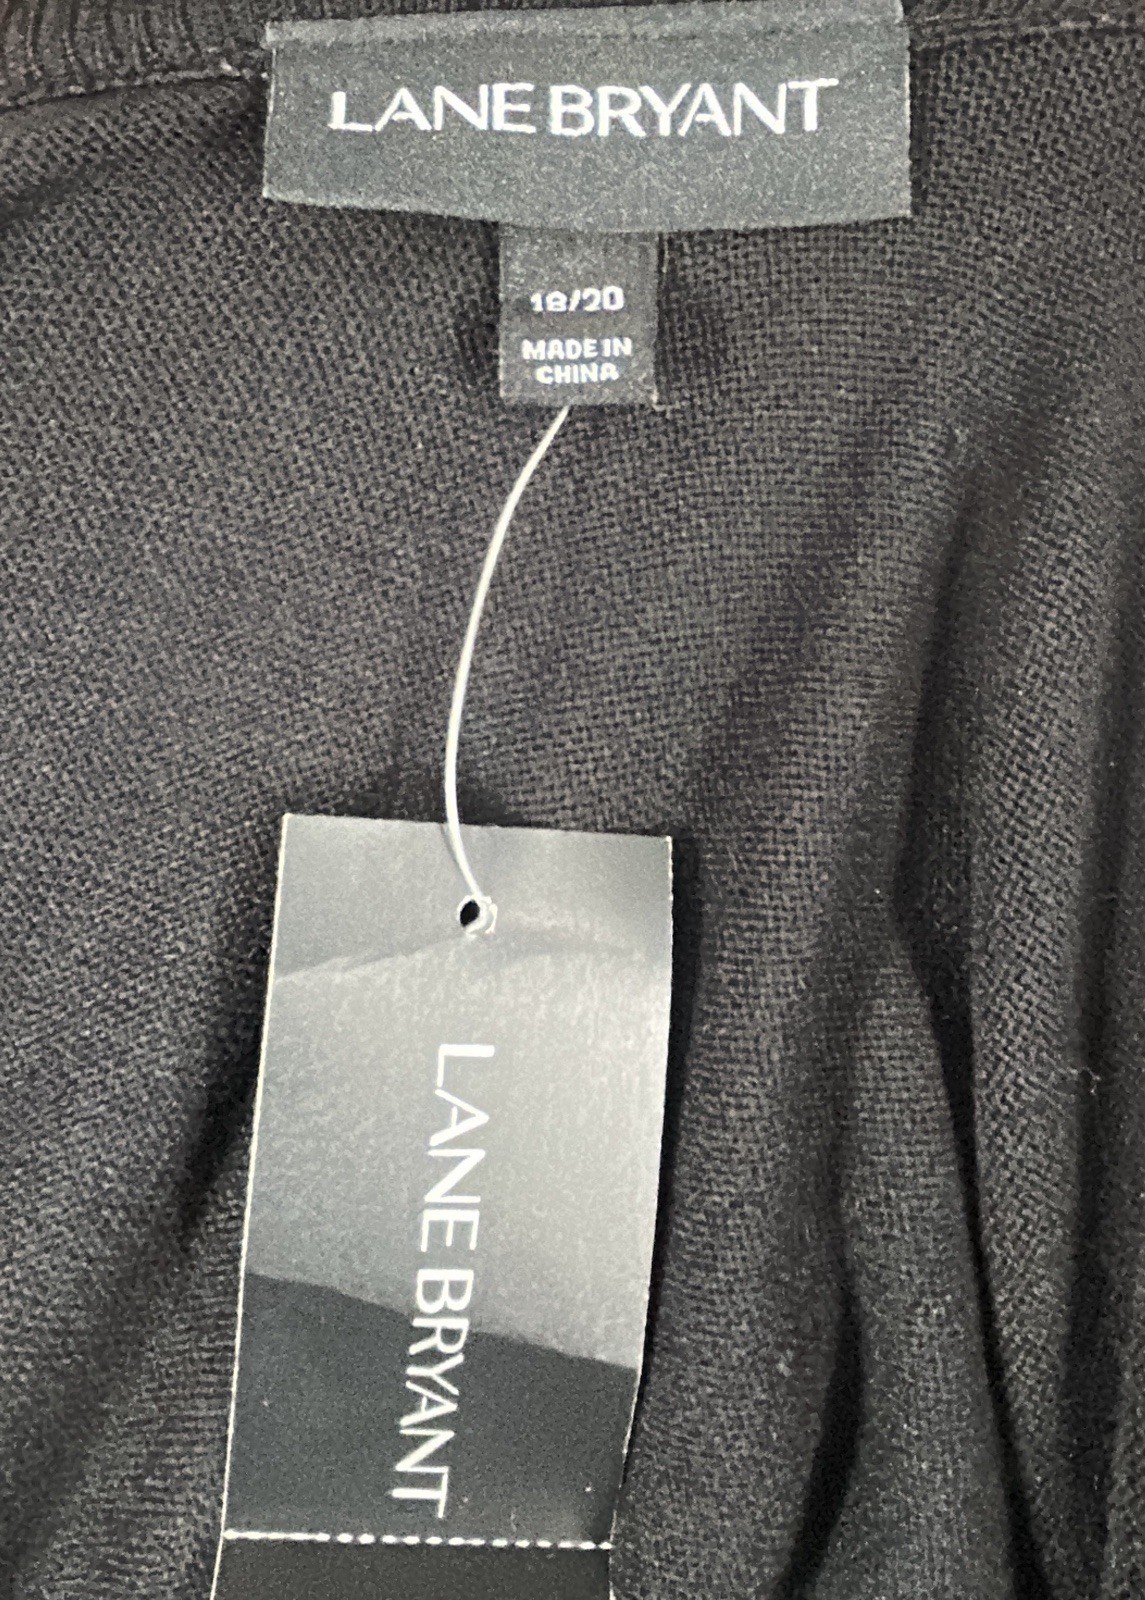 LANE BRYANT
18/20
MADE IN
CHINA
LANE BRYANT